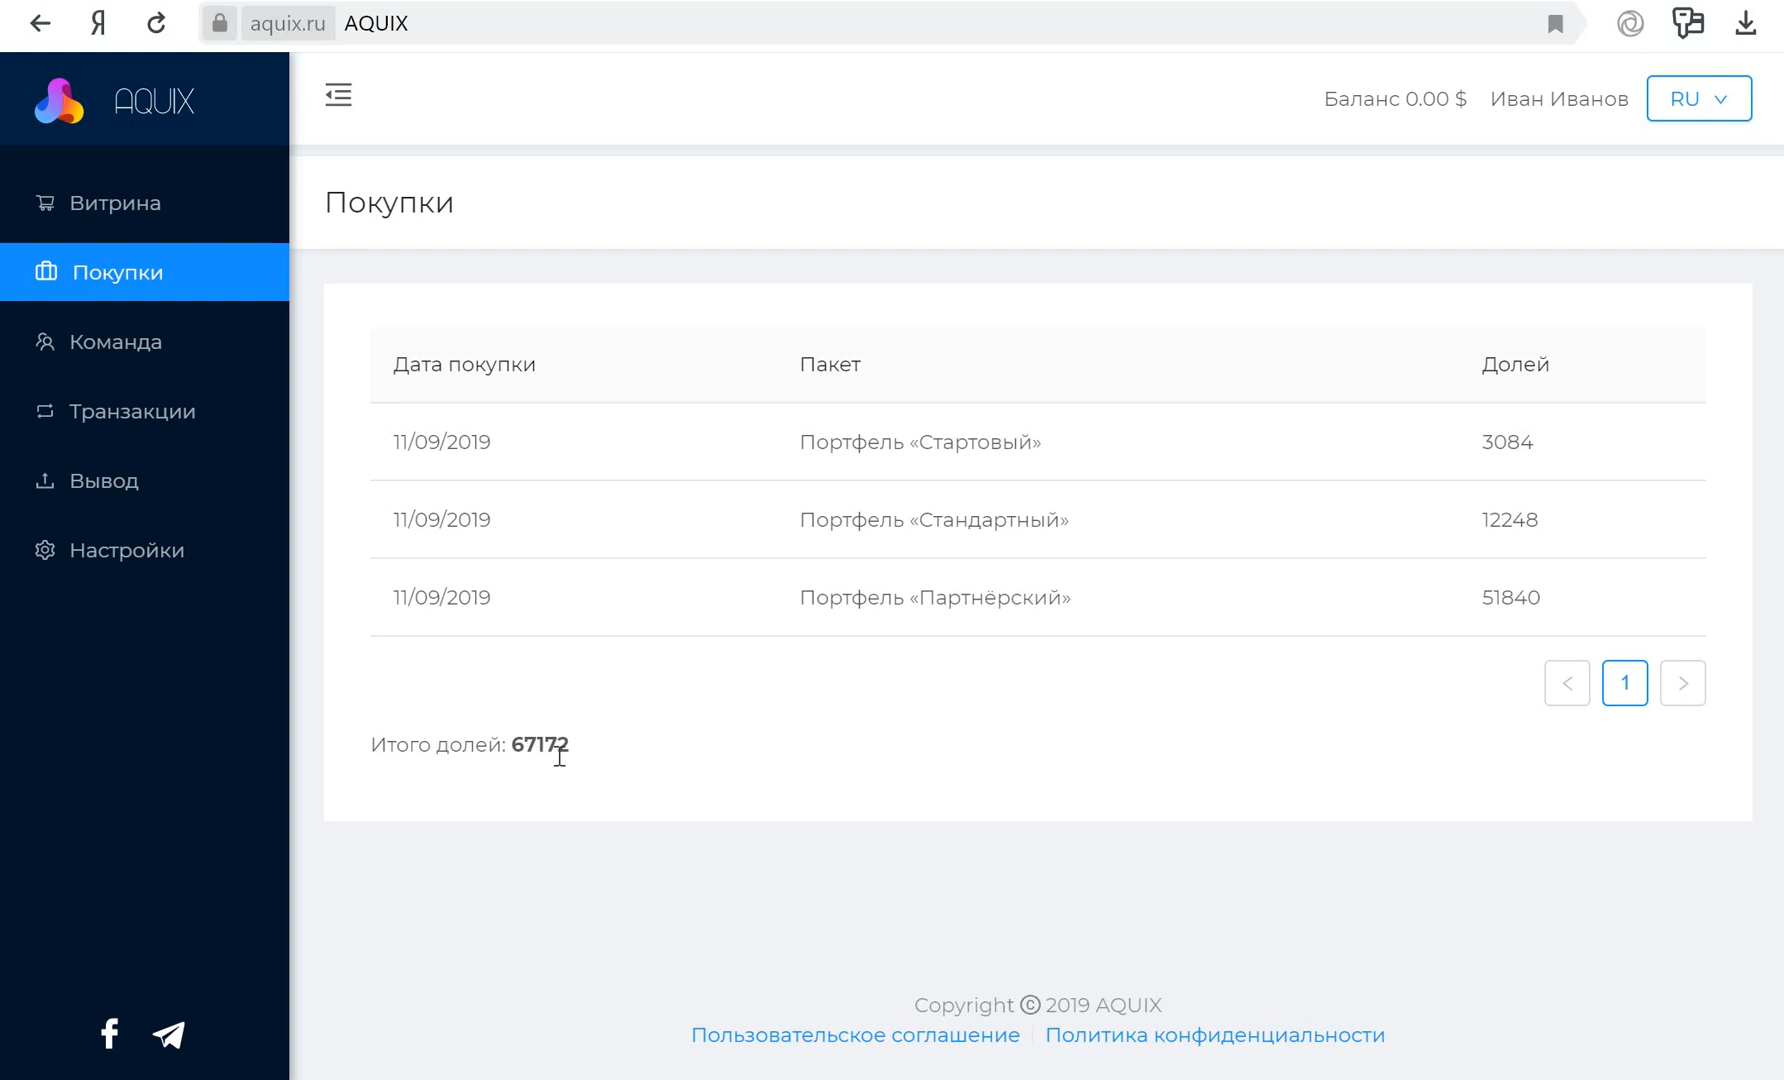 Я
aquix.ru AQUIX
AQUIX
Баланс 0.00 $ Иван Иванов RU
Витрина
Покупки
Команда
Транзакции
Вывод
Настройки
Покупки
Дата покупки Пакет Долей
11/09/2019 Портфель «Стартовый» 3084
11/09/2019 Портфель «Стандартный» 12248
11/09/2019 Портфель «Партнёрский» 51840
< 1 >
Итого долей: 67172
Copyright © 2019 AQUIX
Пользовательское соглашение Политика конфиденциальности